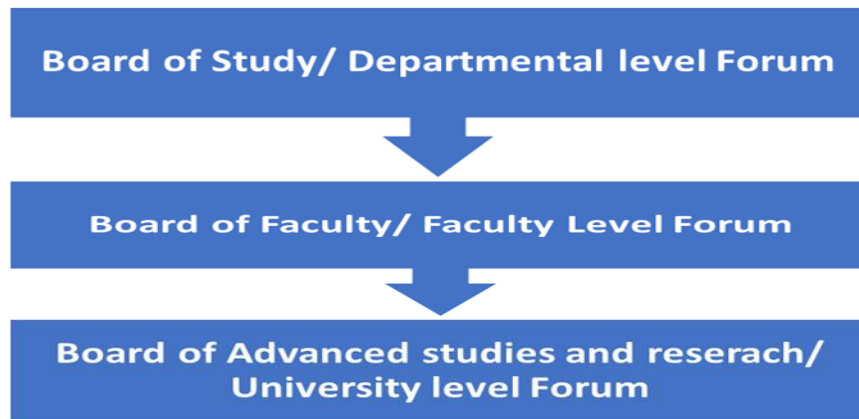 Board of Study/ Departmental level Forum
Board of Faculty/ Faculty Level Forum
Board of Advanced studies and reserach/
University level Forum